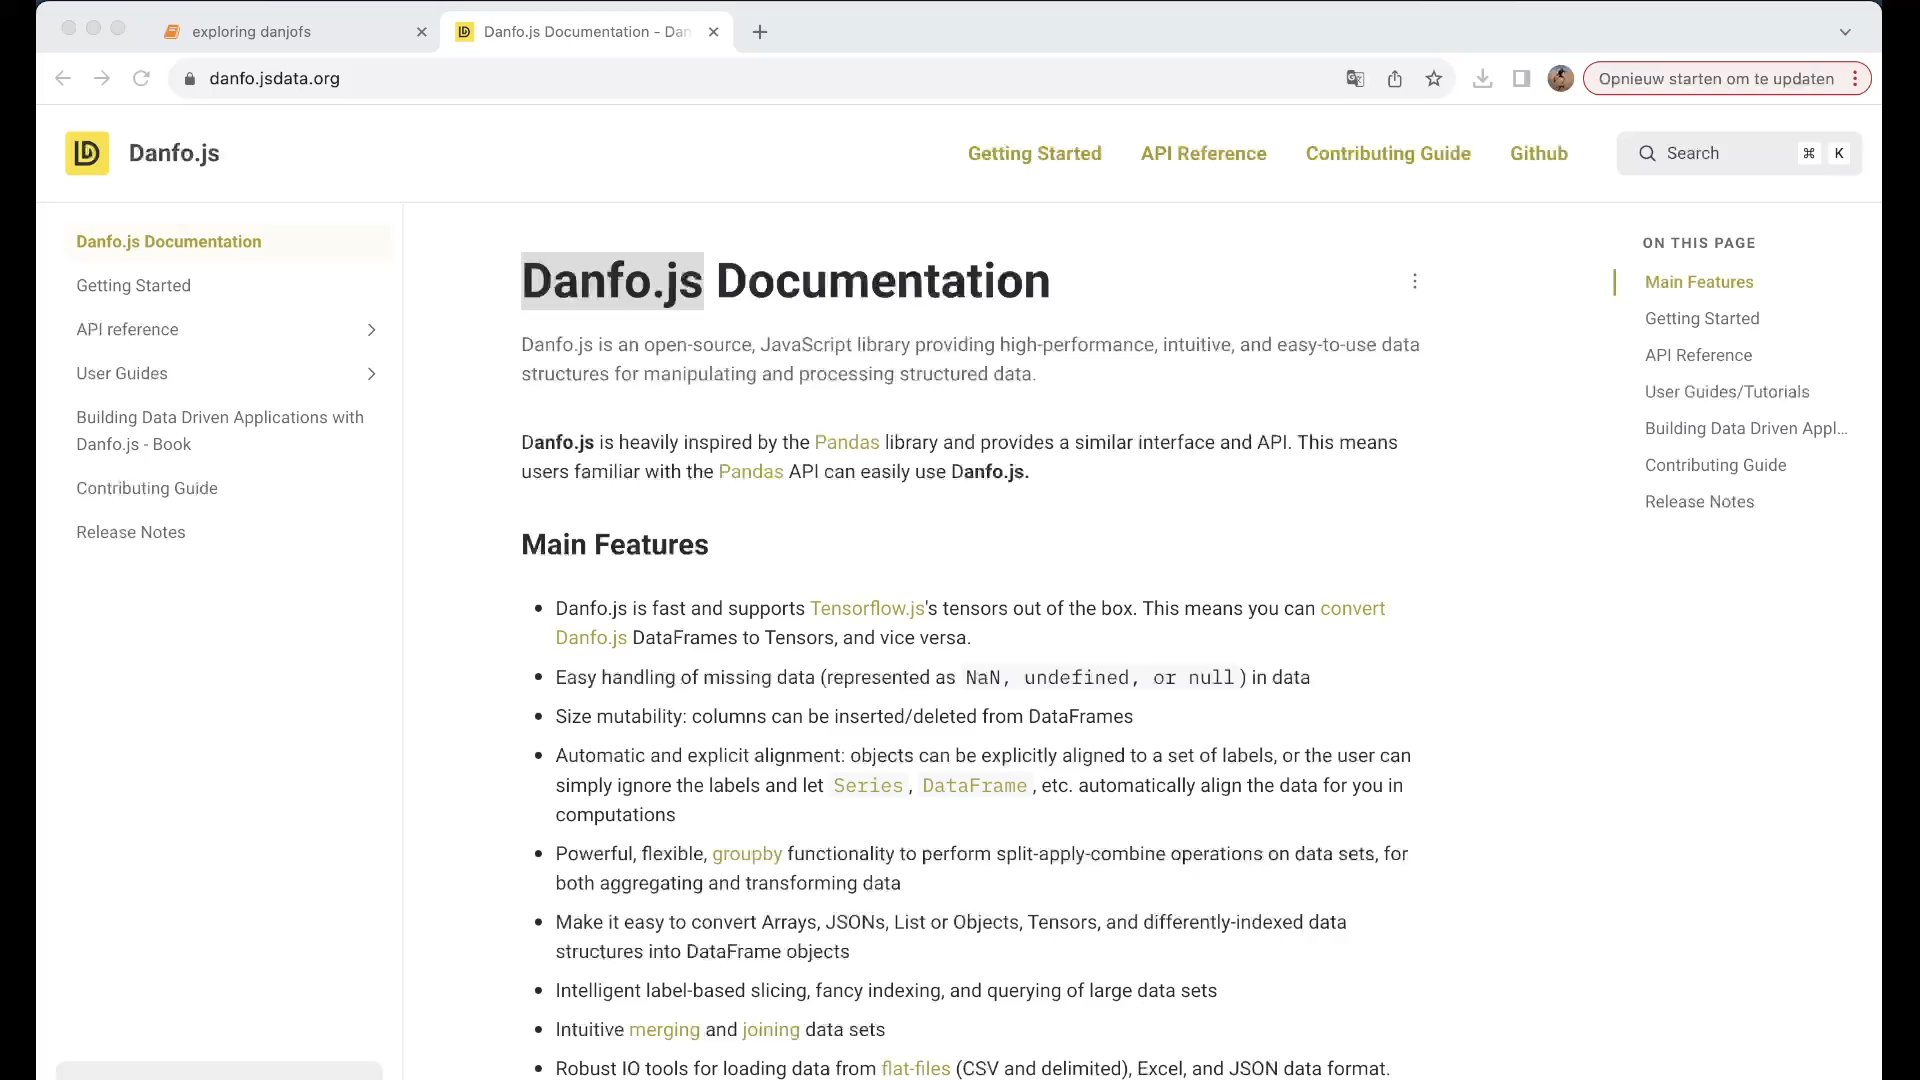 exploring danjofs
Danfo.js Documentation - Dan
danfo.jsdata.org
Opnieuw starten om te updaten
Danfo.js
Getting Started
API Reference
Contributing Guide
Github
Search
⌘ K
Danfo.js Documentation
Getting Started
API reference
User Guides
Building Data Driven Applications with
Danfo.js - Book
Contributing Guide
Release Notes
Danfo.js Documentation
Danfo.js is an open-source, JavaScript library providing high-performance, intuitive, and easy-to-use data
structures for manipulating and processing structured data.
Danfo.js is heavily inspired by the Pandas library and provides a similar interface and API. This means
users familiar with the Pandas API can easily use Danfo.js.
Main Features
• Danfo.js is fast and supports Tensorflow.js's tensors out of the box. This means you can convert
Danfo.js DataFrames to Tensors, and vice versa.
• Easy handling of missing data (represented as NaN, undefined, or null) in data
• Size mutability: columns can be inserted/deleted from DataFrames
• Automatic and explicit alignment: objects can be explicitly aligned to a set of labels, or the user can
simply ignore the labels and let Series, DataFrame, etc. automatically align the data for you in
computations
• Powerful, flexible, groupby functionality to perform split-apply-combine operations on data sets, for
both aggregating and transforming data
• Make it easy to convert Arrays, JSONs, List or Objects, Tensors, and differently-indexed data
structures into DataFrame objects
• Intelligent label-based slicing, fancy indexing, and querying of large data sets
• Intuitive merging and joining data sets
• Robust IO tools for loading data from flat-files (CSV and delimited), Excel, and JSON data format.
ON THIS PAGE
Main Features
Getting Started
API Reference
User Guides/Tutorials
Building Data Driven Appl...
Contributing Guide
Release Notes